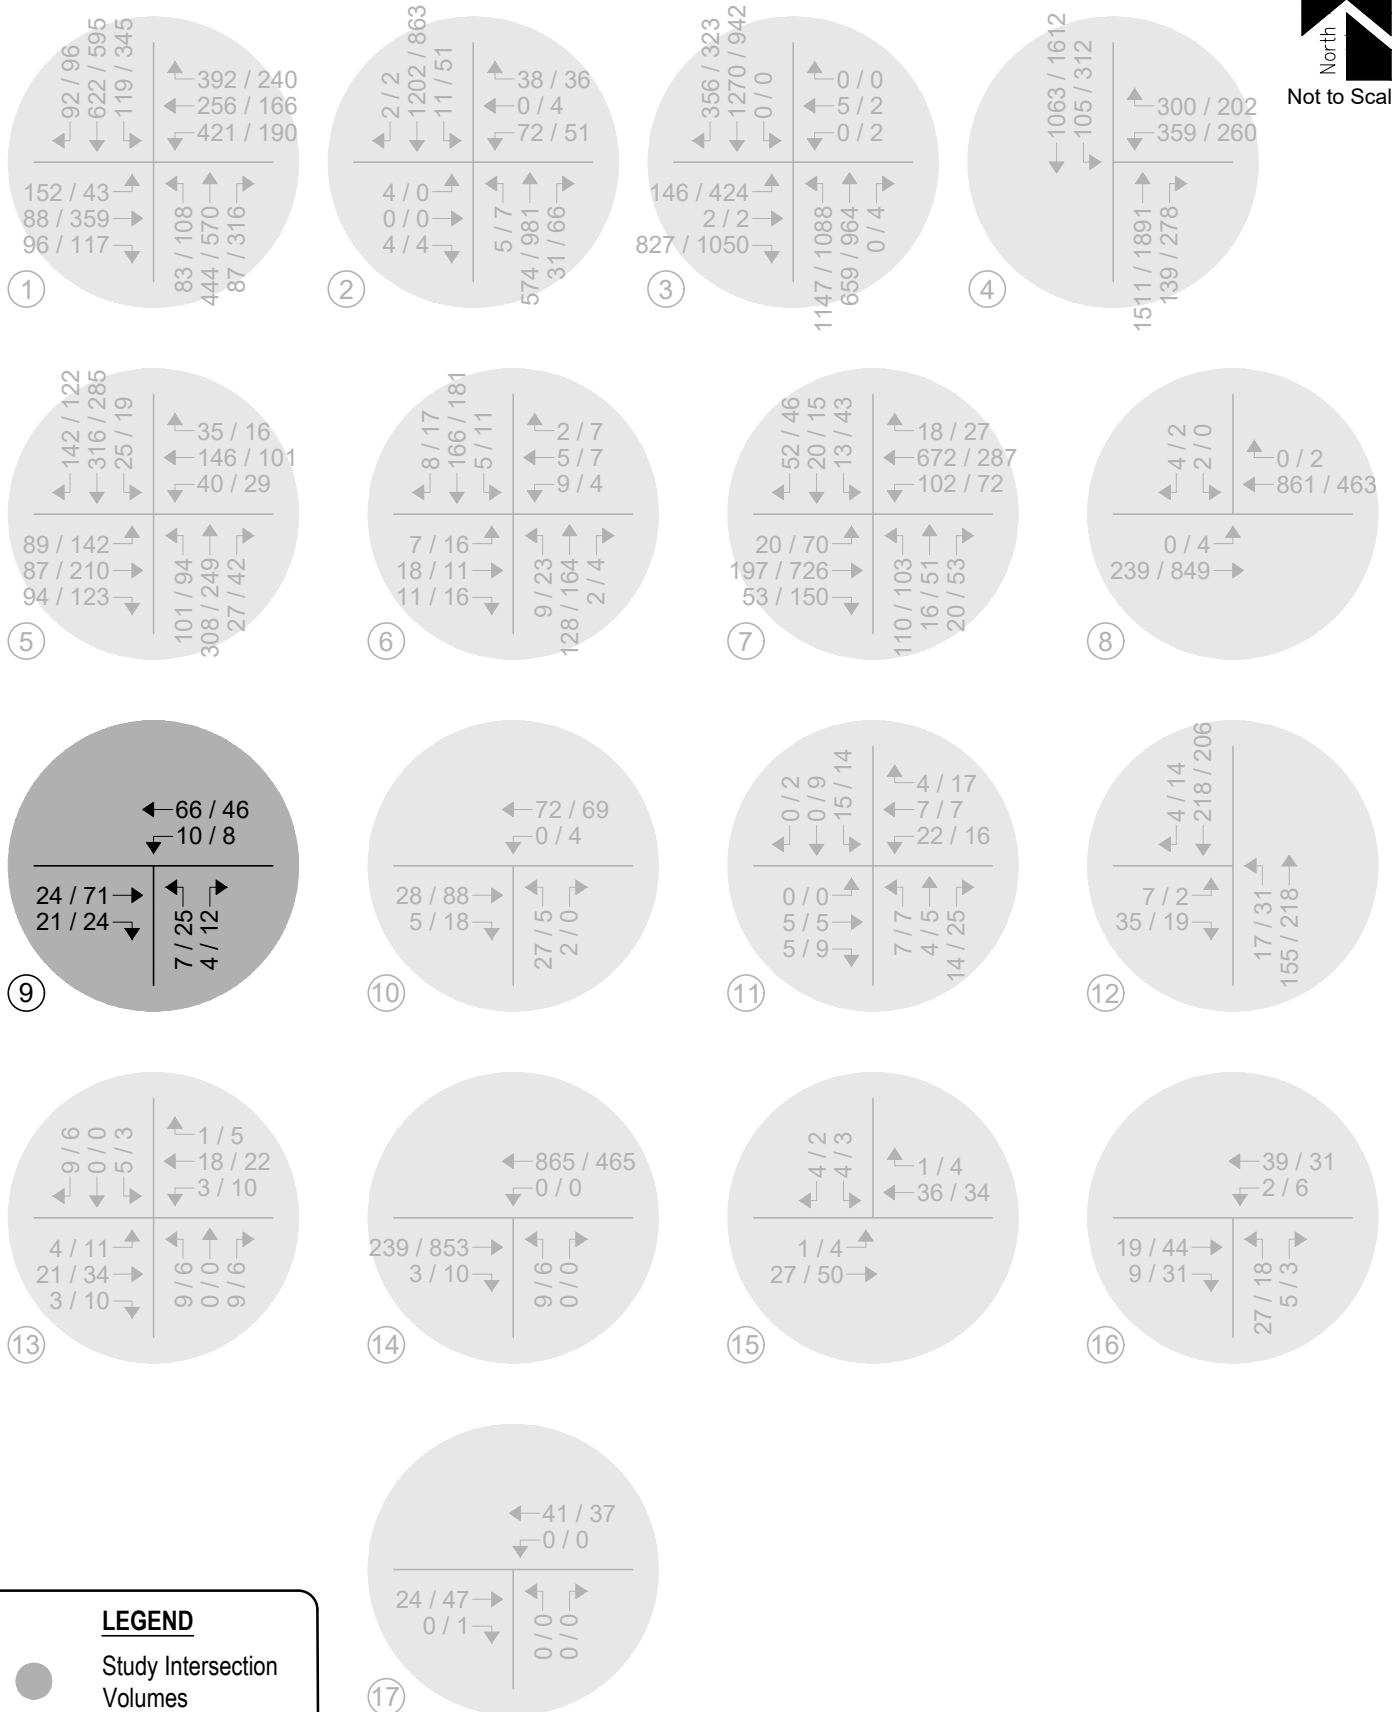 North
Not to Scal
92 / 96
622 / 595
119 / 345
392 / 240
256 / 166
421 / 190
152 / 43
88 / 359
96 / 117
83 / 108
444 / 570
87 / 316
1
2 / 2
1202 / 863
11 / 51
38 / 36
0 / 4
72 / 51
4 / 0
0 / 0
4 / 4
5 / 7
574 / 981
31 / 66
2
356 / 323
1270 / 942
0 / 0
0 / 0
5 / 2
0 / 2
146 / 424
2 / 2
827 / 1050
1147 / 1088
659 / 964
0 / 4
3
1063 / 1612
105 / 312
300 / 202
359 / 260
1511 / 1891
139 / 278
4
142 / 122
316 / 285
25 / 19
35 / 16
146 / 101
40 / 29
89 / 142
87 / 210
94 / 123
101 / 94
308 / 249
27 / 42
5
8 / 17
166 / 181
5 / 11
2 / 7
5 / 7
9 / 4
7 / 16
18 / 11
11 / 16
9 / 23
128 / 164
2 / 4
6
52 / 46
20 / 15
13 / 43
18 / 27
672 / 287
102 / 72
20 / 70
197 / 726
53 / 150
110 / 103
16 / 51
20 / 53
7
4 / 2
2 / 0
0 / 2
861 / 463
0 / 4
239 / 849
8
66 / 46
10 / 8
24 / 71
21 / 24
7 / 25
4 / 12
9
72 / 69
0 / 4
28 / 88
5 / 18
27 / 5
2 / 0
10
0 / 2
0 / 9
15 / 14
4 / 17
7 / 7
22 / 16
0 / 0
5 / 5
5 / 9
7 / 7
4 / 5
14 / 25
11
4 / 14
218 / 206
7 / 2
35 / 19
17 / 31
155 / 218
12
9 / 6
0 / 0
5 / 3
1 / 5
18 / 22
3 / 10
4 / 11
21 / 34
3 / 10
9 / 6
0 / 0
9 / 6
13
865 / 465
0 / 0
239 / 853
3 / 10
9 / 6
0 / 0
14
4 / 2
4 / 3
1 / 4
36 / 34
1 / 4
27 / 50
15
39 / 31
2 / 6
19 / 44
9 / 31
27 / 18
5 / 3
16
41 / 37
0 / 0
24 / 47
0 / 1
0 / 0
0 / 0
17
LEGEND
Study Intersection
Volumes